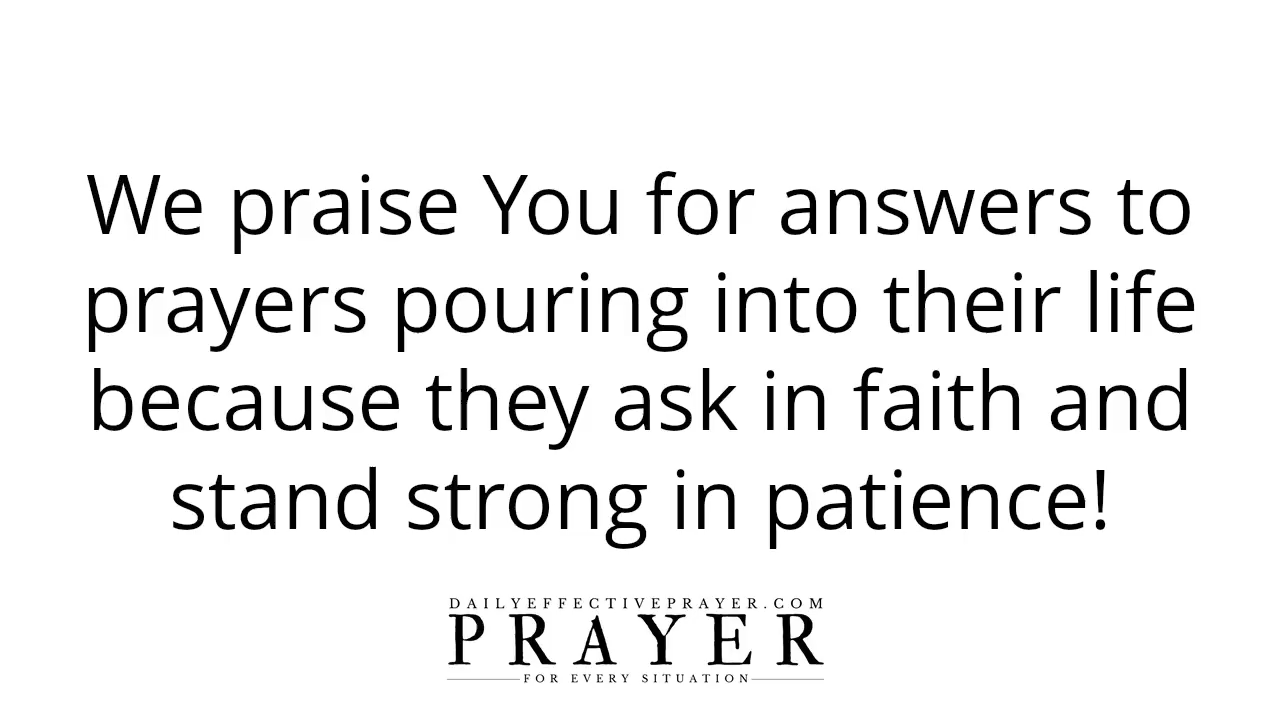 We praise You for answers to
prayers pouring into their life
because they ask in faith and
stand strong in patience!
DAILYEFFECTIVEPRAYER.COM
PRAYER
FOR EVERY SITUATION